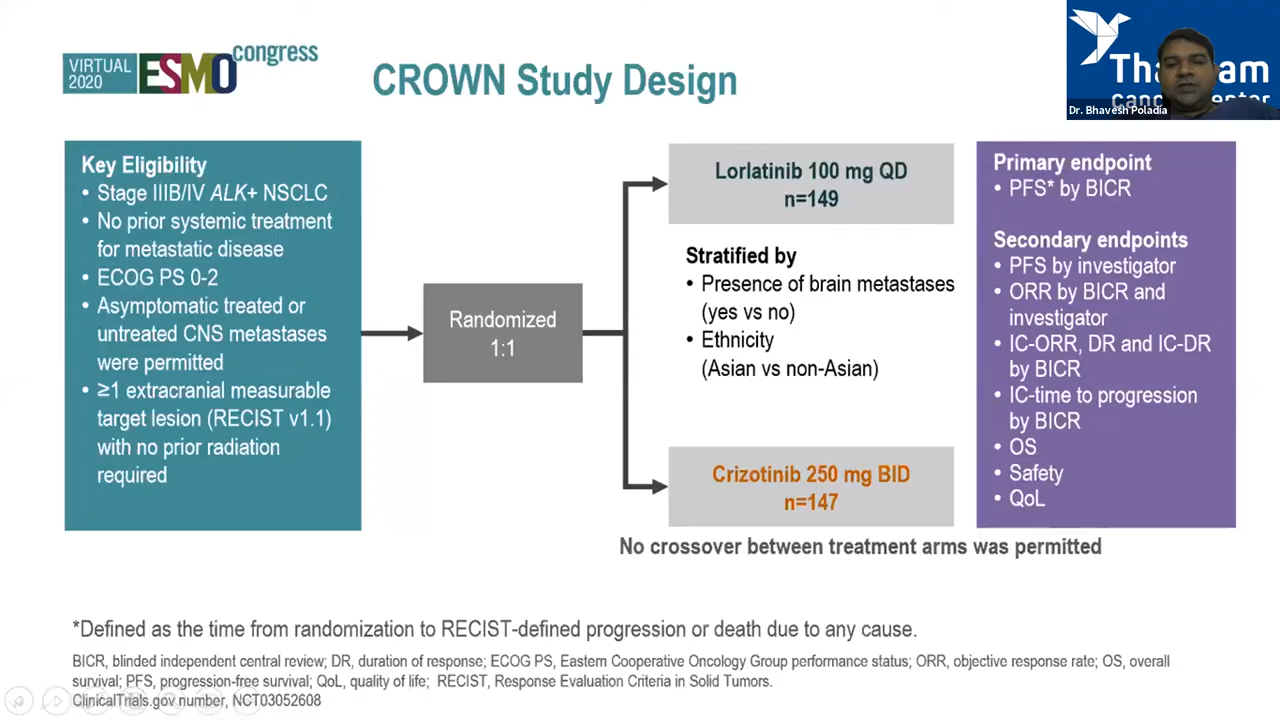 VIRTUAL
2020
ESMO
congress
CROWN Study Design
Dr. Bhavesh Poladia
Key Eligibility
• Stage IIIB/IV ALK+ NSCLC
• No prior systemic treatment
for metastatic disease
• ECOG PS 0-2
• Asymptomatic treated or
untreated CNS metastases
were permitted
• ≥1 extracranial measurable
target lesion (RECIST v1.1)
with no prior radiation
required
Randomized
1:1
Lorlatinib 100 mg QD
n=149
Stratified by
• Presence of brain metastases
(yes vs no)
• Ethnicity
(Asian vs non-Asian)
Crizotinib 250 mg BID
n=147
No crossover between treatment arms was permitted
Primary endpoint
• PFS* by BICR
Secondary endpoints
• PFS by investigator
• ORR by BICR and
investigator
• IC-ORR, DR and IC-DR
by BICR
• IC-time to progression
by BICR
• OS
• Safety
• QoL
*Defined as the time from randomization to RECIST-defined progression or death due to any cause.
BICR, blinded independent central review; DR, duration of response; ECOG PS, Eastern Cooperative Oncology Group performance status; ORR, objective response rate; OS, overall
survival; PFS, progression-free survival; QoL, quality of life; RECIST, Response Evaluation Criteria in Solid Tumors.
ClinicalTrials.gov number, NCT03052608